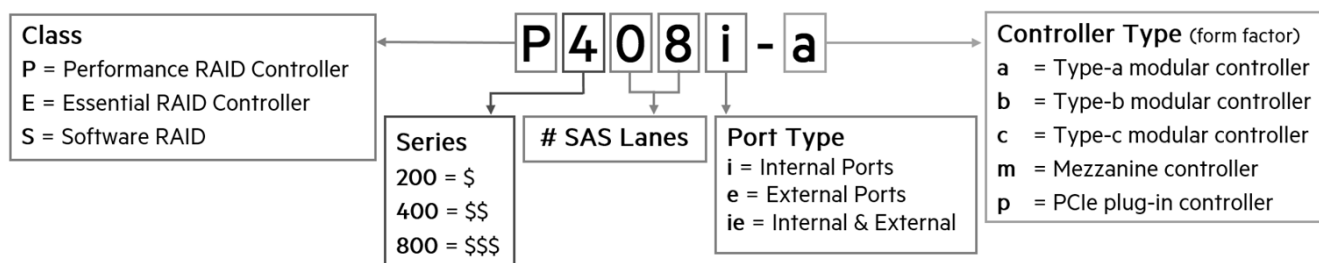 P408i-a
Class
P = Performance RAID Controller
E = Essential RAID Controller
S = Software RAID
Series
200 = $
400 = $$
800 = $$$
# SAS Lanes
Port Type
i = Internal Ports
e = External Ports
ie = Internal & External
Controller Type (form factor)
a = Type-a modular controller
b = Type-b modular controller
c = Type-c modular controller
m = Mezzanine controller
p = PCIe plug-in controller